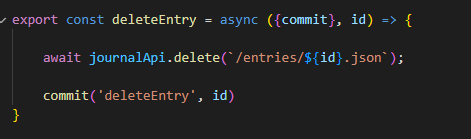 export const deleteEntry = async ({commit}, id) => {
await journalApi.delete(`/entries/${id}.json`);
commit('deleteEntry', id)
}